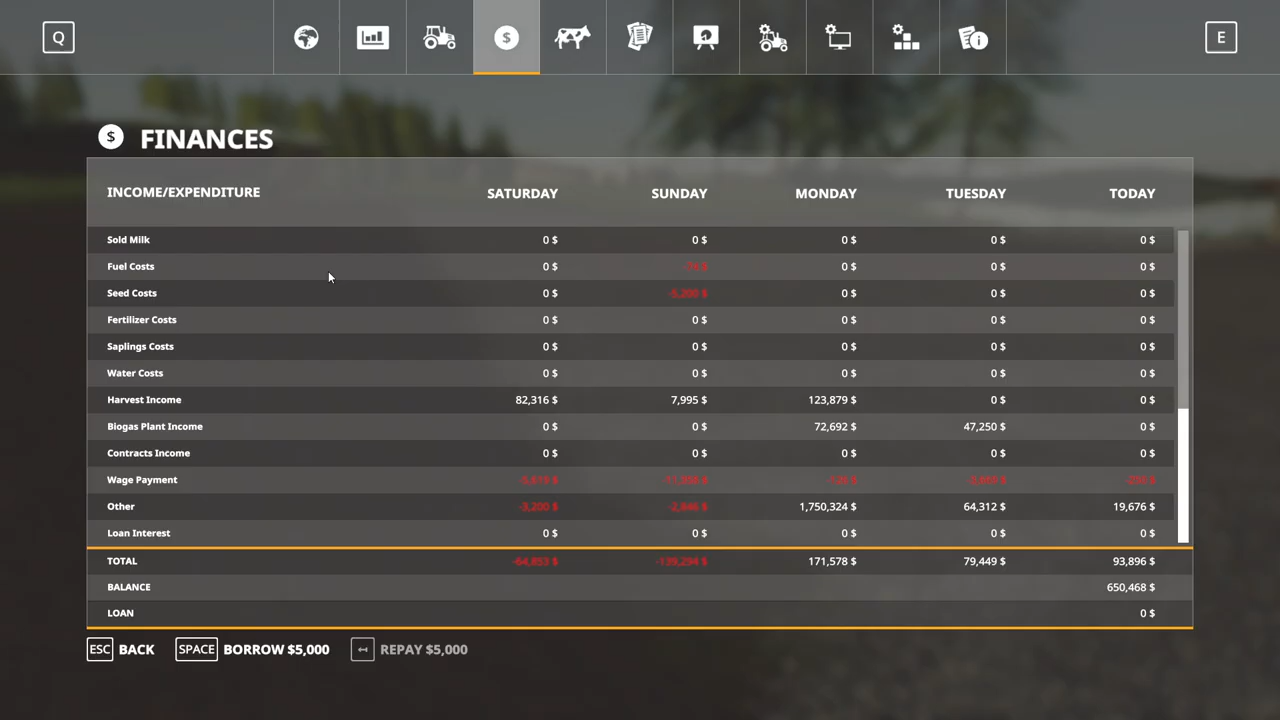 Q E
$ FINANCES
INCOME/EXPENDITURE SATURDAY SUNDAY MONDAY TUESDAY TODAY
Sold Milk 0 $ 0 $ 0 $ 0 $ 0 $
Fuel Costs 0 $ 0 $ 0 $ 0 $
Seed Costs 0 $ -5,200 $ 0 $ 0 $ 0 $
Fertilizer Costs 0 $ 0 $ 0 $ 0 $ 0 $
Saplings Costs 0 $ 0 $ 0 $ 0 $ 0 $
Water Costs 0 $ 0 $ 0 $ 0 $ 0 $
Harvest Income 82,316 $ 7,995 $ 123,879 $ 0 $ 0 $
Biogas Plant Income 0 $ 0 $ 72,692 $ 47,250 $ 0 $
Contracts Income 0 $ 0 $ 0 $ 0 $ 0 $
Wage Payment
Other -3,200 $ 1,750,324 $ 64,312 $ 19,676 $
Loan Interest 0 $ 0 $ 0 $ 0 $ 0 $
TOTAL 171,578 $ 79,449 $ 93,896 $
BALANCE 650,468 $
LOAN 0 $
ESC BACK SPACE BORROW $5,000 REPAY $5,000